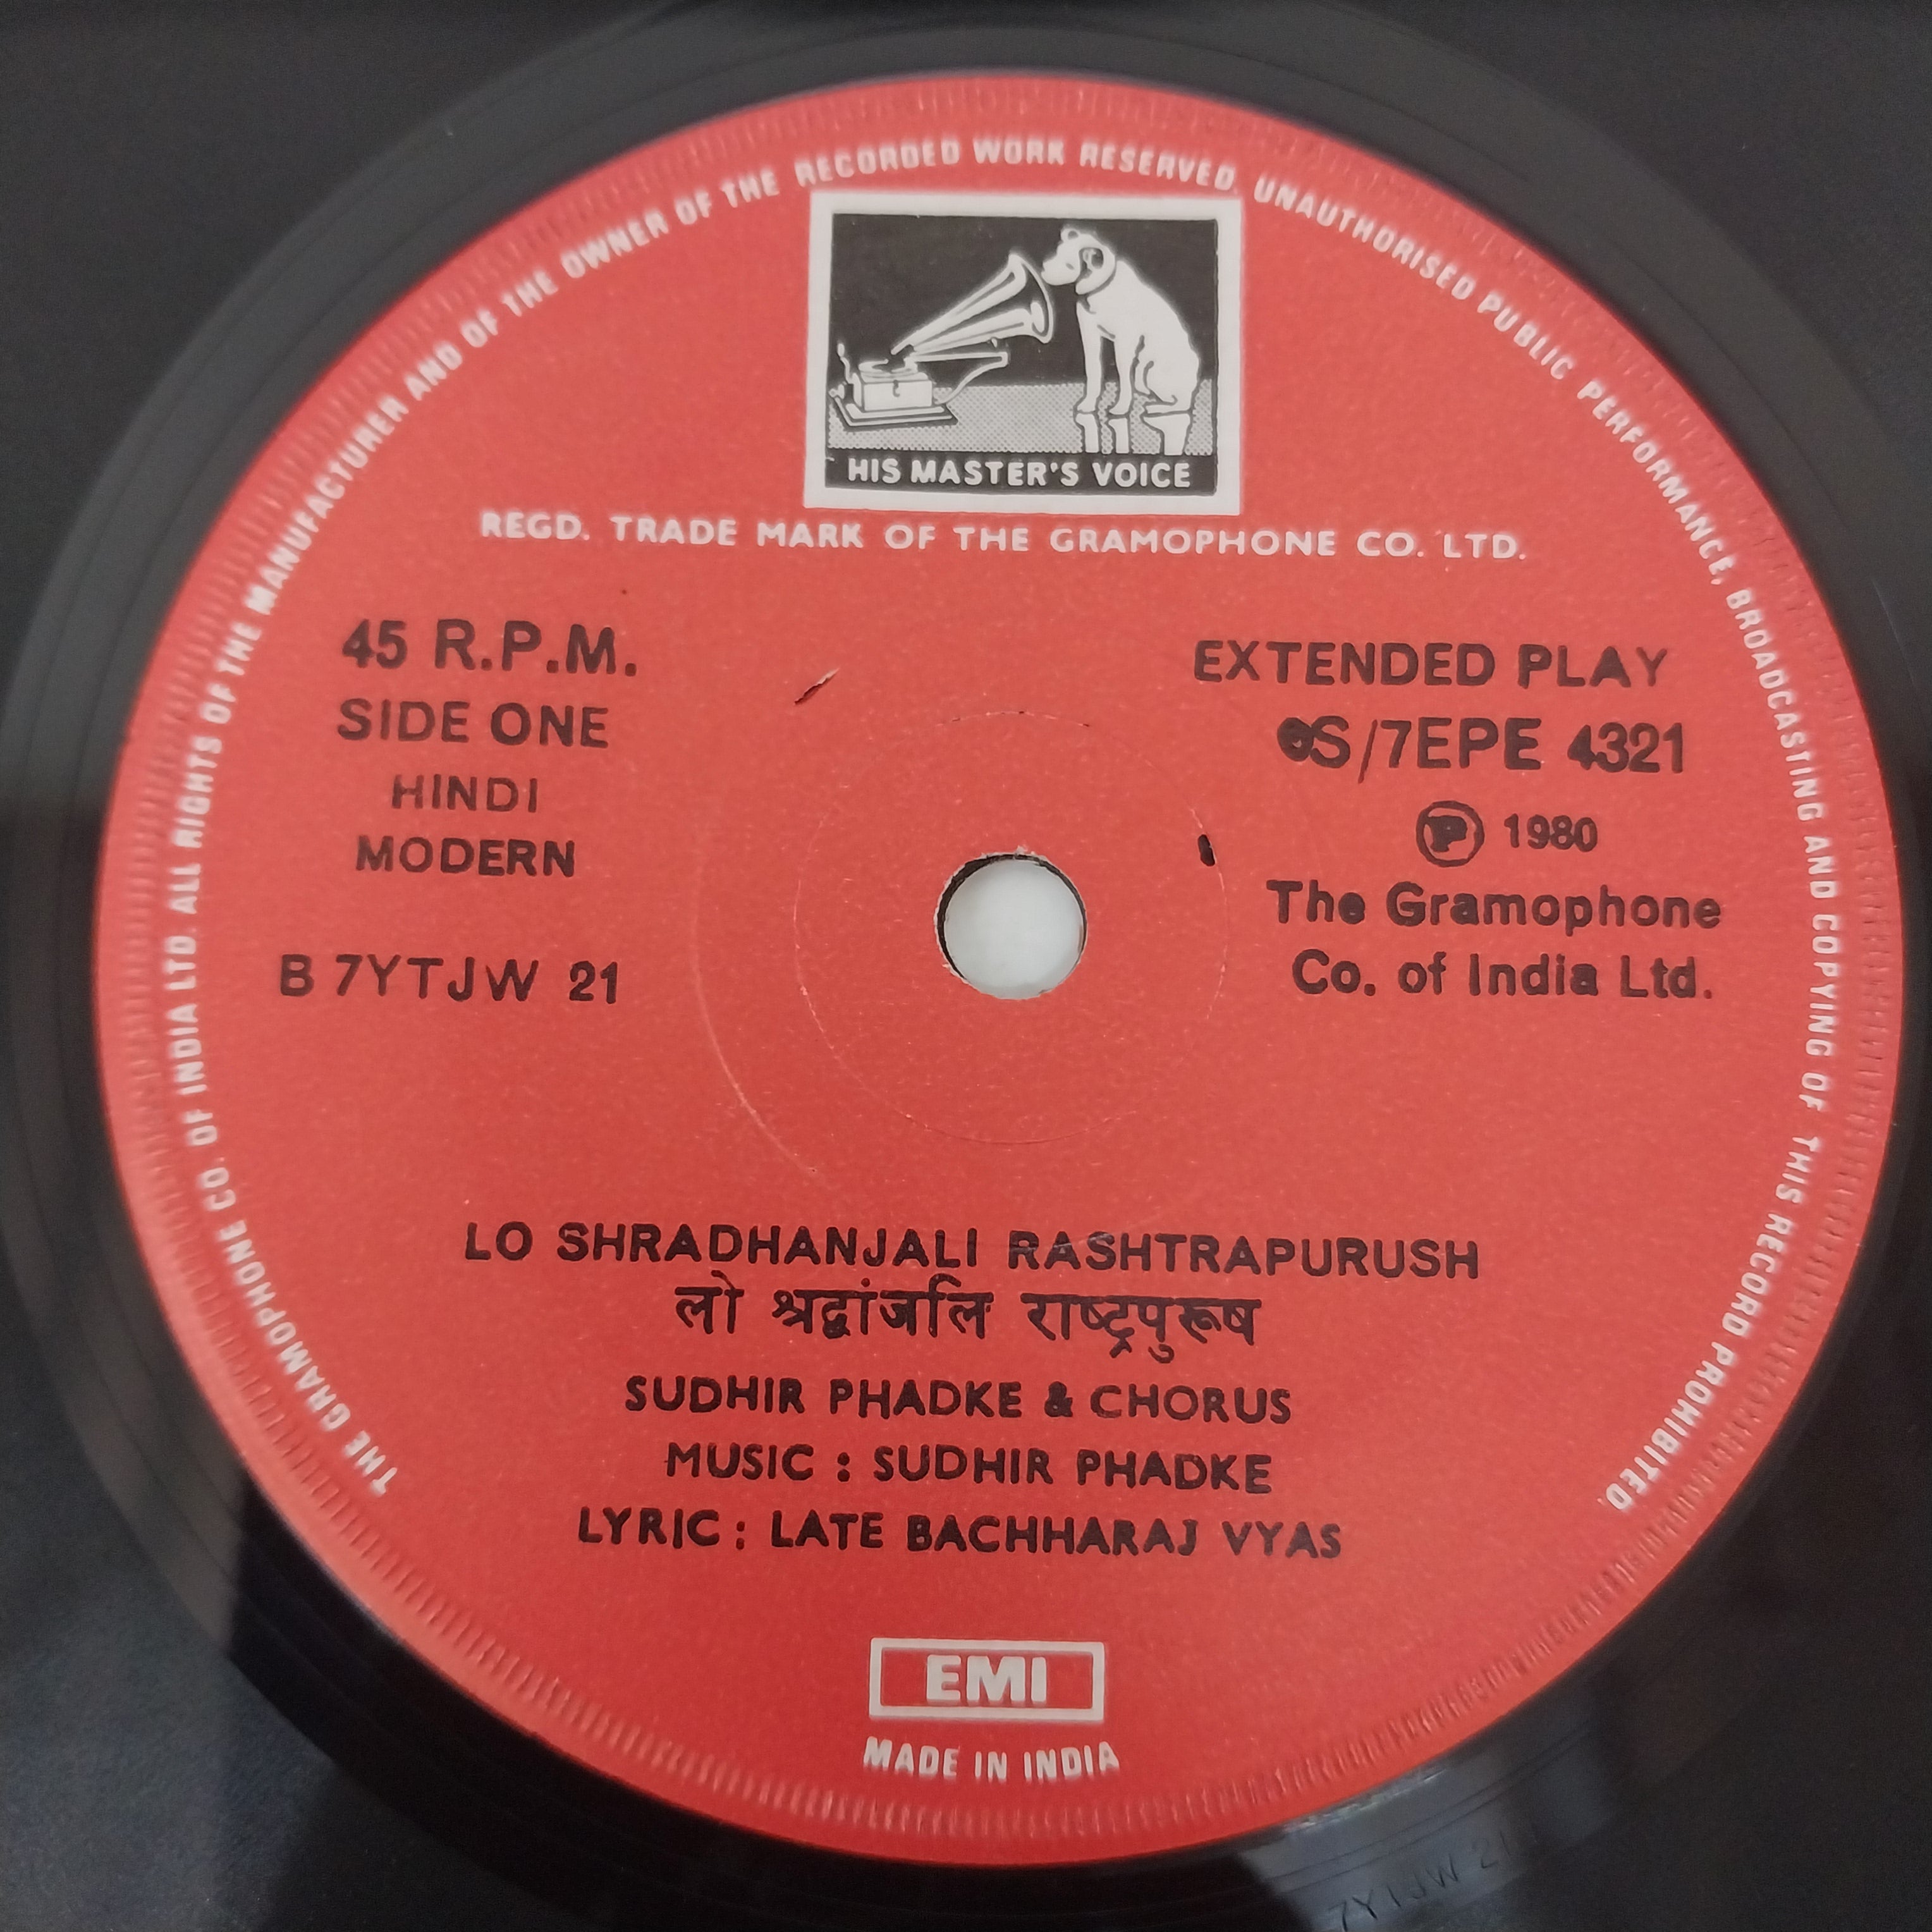 THE GRAMOPHONE CO. OF INDIA LTD. ALL RIGHTS OF THE MANUFACTURER AND OF THE OWNER OF THE RECORDED WORK RESERVED. UNAUTHORISED PUBLIC PERFORMANCE, BROADCASTING AND COPYING OF THIS RECORD PROHIBITED.
HIS MASTER'S VOICE
REGD. TRADE MARK OF THE GRAMOPHONE CO. LTD.
45 R.P.M.
SIDE ONE
HINDI
MODERN
B 7YTJW 21
EXTENDED PLAY
S/7EPE 4321
Ⓟ 1980
The Gramophone
Co. of India Ltd.
LO SHRADHANJALI RASHTRAPURUSH
लो श्रद्धांजलि राष्ट्रपुरूष
SUDHIR PHADKE & CHORUS
MUSIC : SUDHIR PHADKE
LYRIC : LATE BACHHARAJ VYAS
EMI
MADE IN INDIA